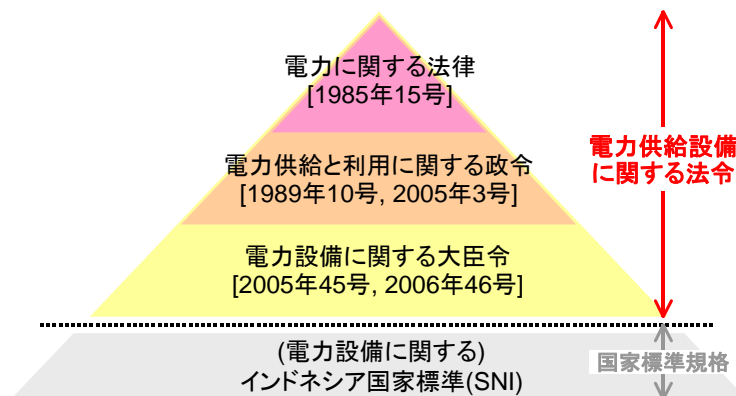 電力に関する法律
[1985年15号]
電力供給と利用に関する政令
[1989年10号, 2005年3号]
電力供給設備
に関する法令
電力設備に関する大臣令
[2005年45号, 2006年46号]
(電力設備に関する)
インドネシア国家標準(SNI)
国家標準規格